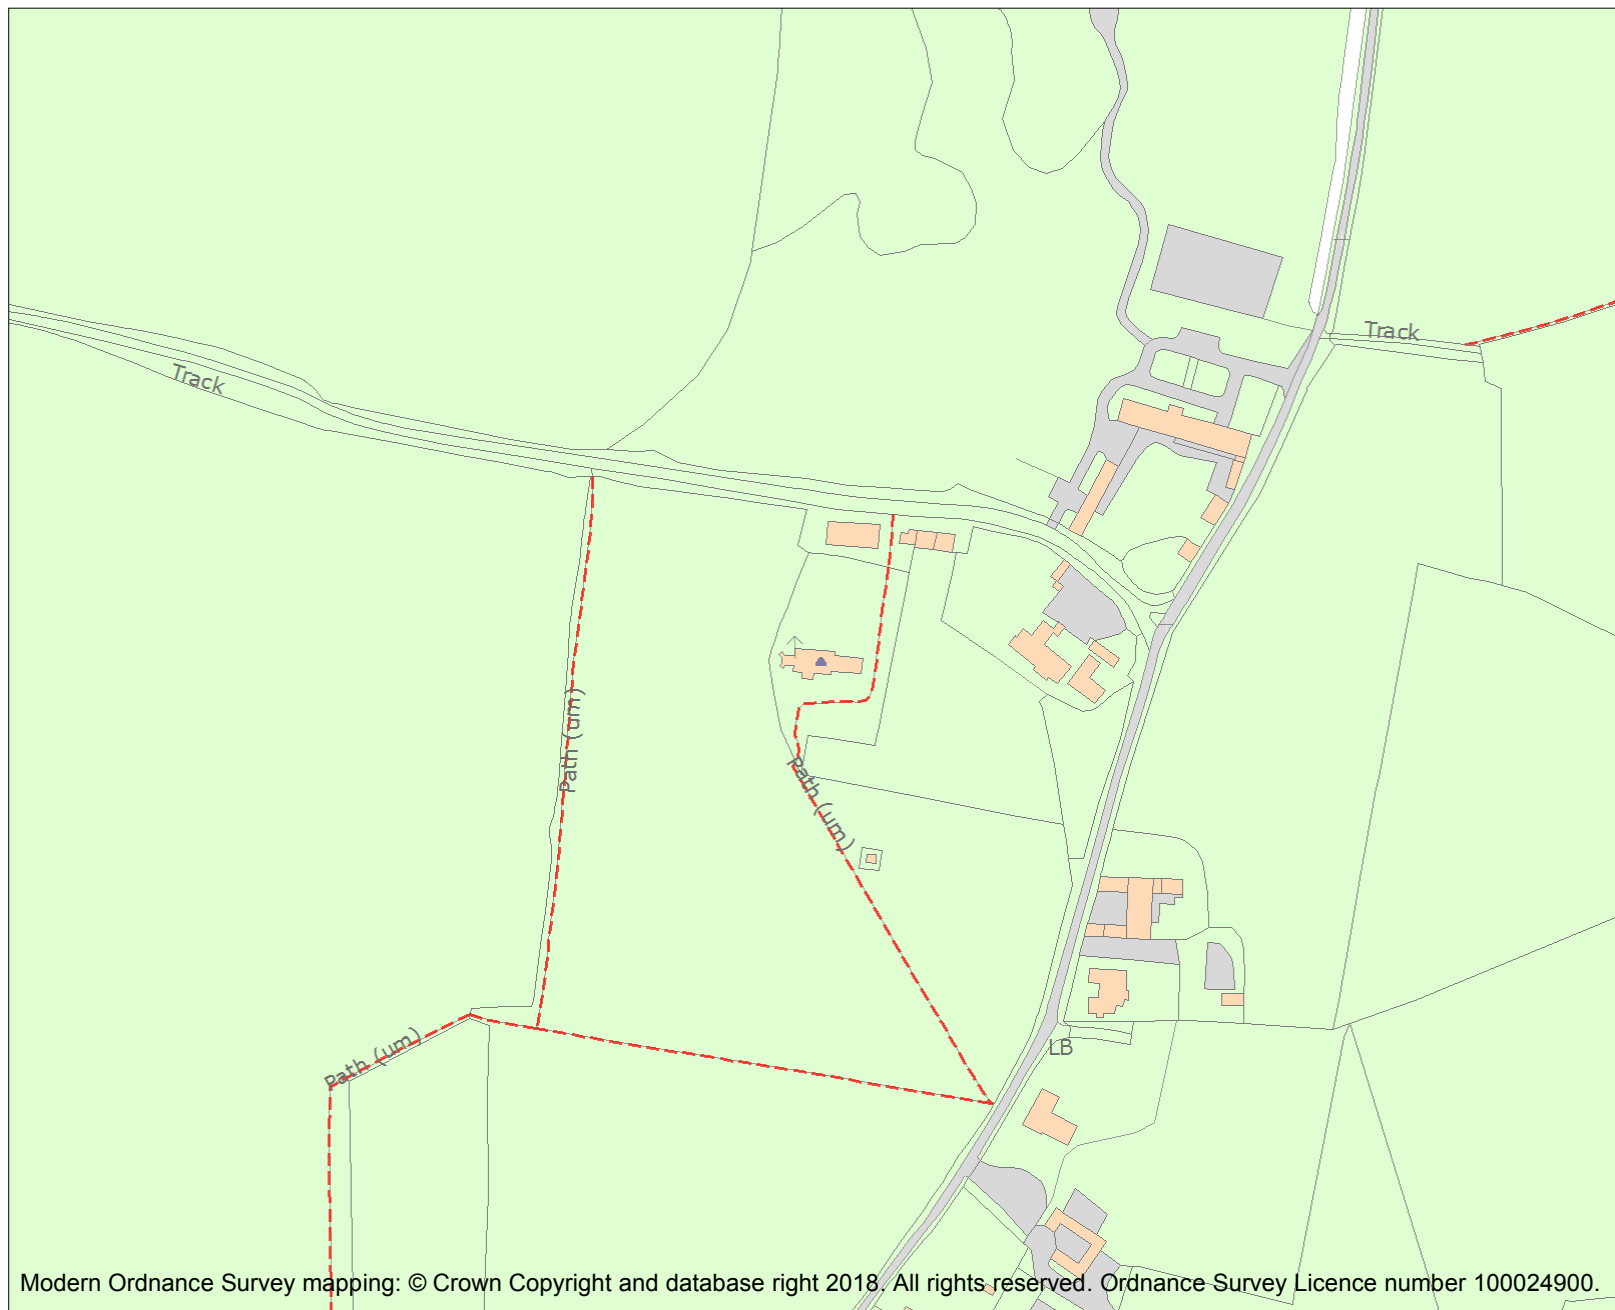 Track
Track
Path (um)
Path (um)
Path (um)
LB
Modern Ordnance Survey mapping: © Crown Copyright and database right 2018. All rights reserved. Ordnance Survey Licence number 100024900.